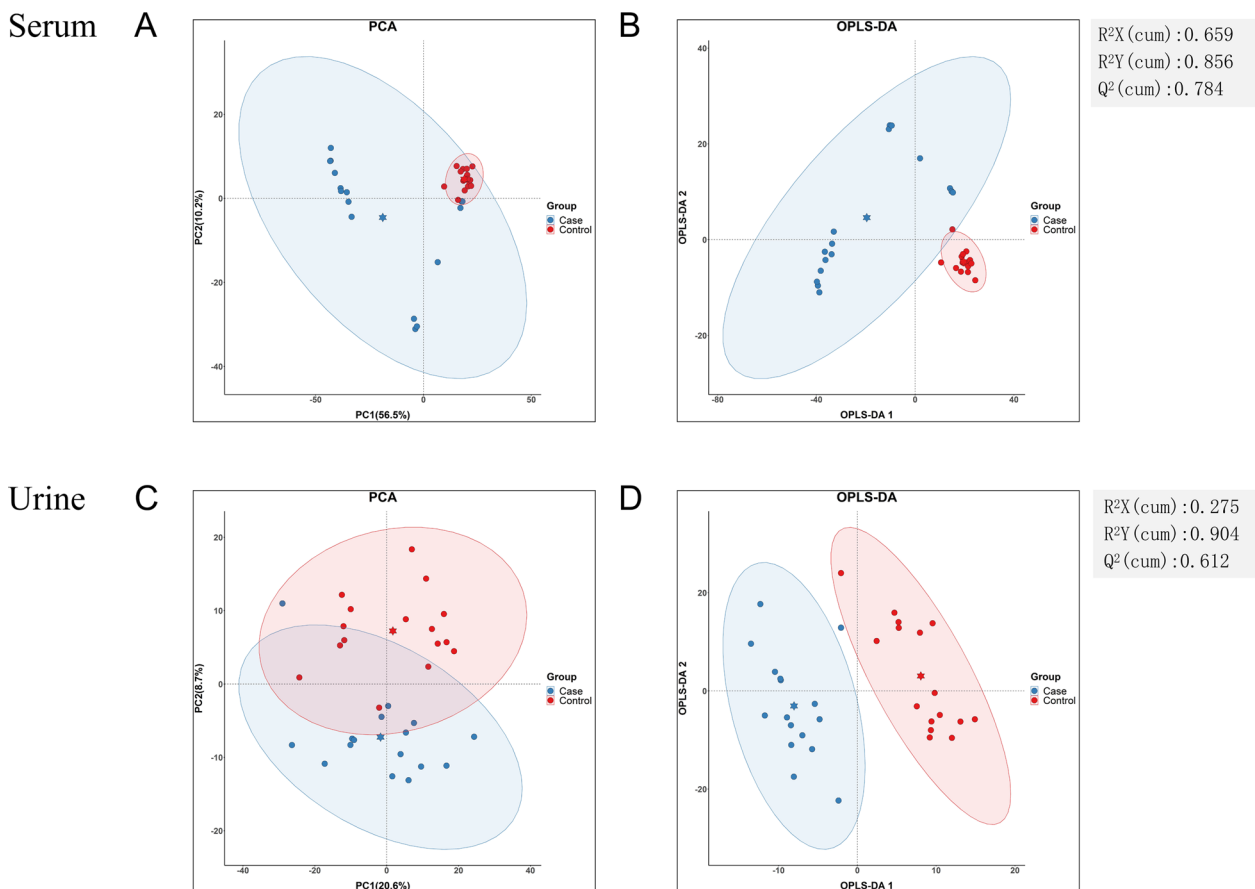 Serum
A
PCA
PC2(10.2%)
20
0
-20
-40
-50
0
50
PC1(56.5%)
Group
Case
Control
B
OPLS-DA
OPLS-DA 2
40
20
0
-20
-80
-40
0
40
OPLS-DA 1
Group
Case
Control
R²X(cum):0.659
R²Y(cum):0.856
Q²(cum):0.784
Urine
C
PCA
PC2(8.7%)
20
10
0
-10
-20
-40
-20
0
20
40
PC1(20.6%)
Group
Case
Control
D
OPLS-DA
OPLS-DA 2
20
0
-20
-10
0
10
20
OPLS-DA 1
Group
Case
Control
R²X(cum):0.275
R²Y(cum):0.904
Q²(cum):0.612